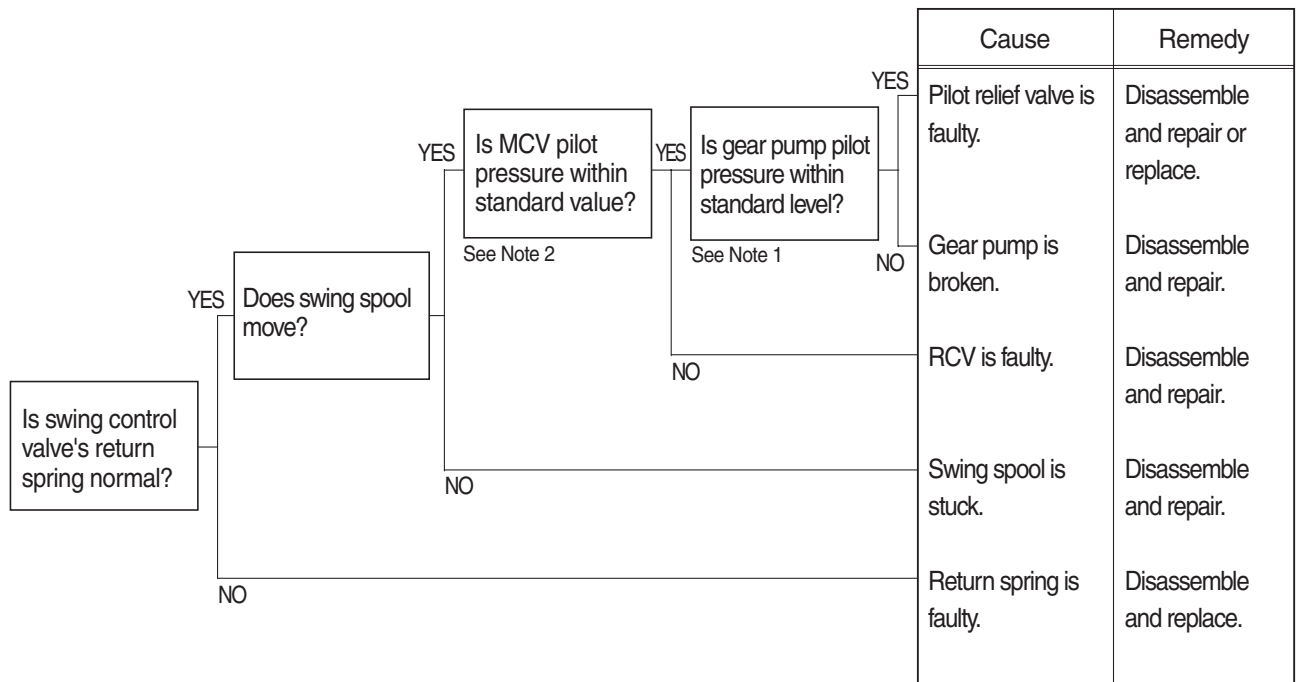 Cause
Remedy
YES
Pilot relief valve is
faulty.
Disassemble
and repair or
replace.
YES
Is MCV pilot
pressure within
standard value?
See Note 2
YES
Is gear pump pilot
pressure within
standard level?
See Note 1
NO
Gear pump is
broken.
Disassemble
and repair.
YES
Does swing spool
move?
NO
RCV is faulty.
Disassemble
and repair.
Is swing control
valve's return
spring normal?
NO
Swing spool is
stuck.
Disassemble
and repair.
NO
Return spring is
faulty.
Disassemble
and replace.